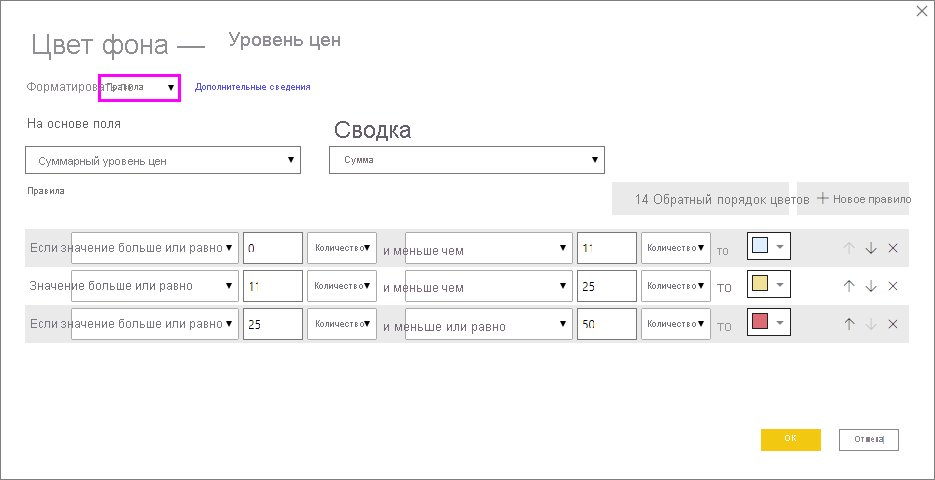 Цвет фона — Уровень цен
Форматировать по Правила Дополнительные сведения
На основе поля Сводка
Суммарный уровень цен Сумма
Правила 14 Обратный порядок цветов Новое правило
Если значение больше или равно 0 Количество и меньше чем 11 Количество то
Значение больше или равно 11 Количество и меньше чем 25 Количество то
Если значение больше или равно 25 Количество и меньше или равно 50 Количество то
ОК Отмена